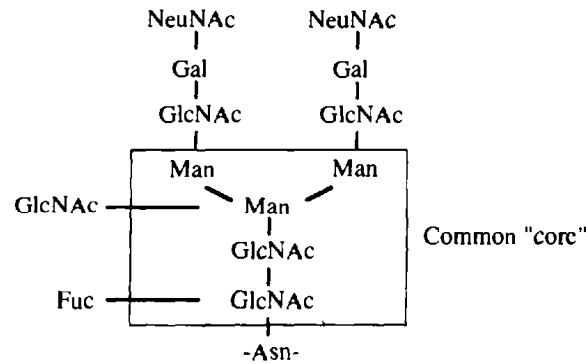 NeuNAc NeuNAc
Gal Gal
GlcNAc GlcNAc
Man Man
GlcNAc Man
GlcNAc Common "core"
Fuc GlcNAc
-Asn-